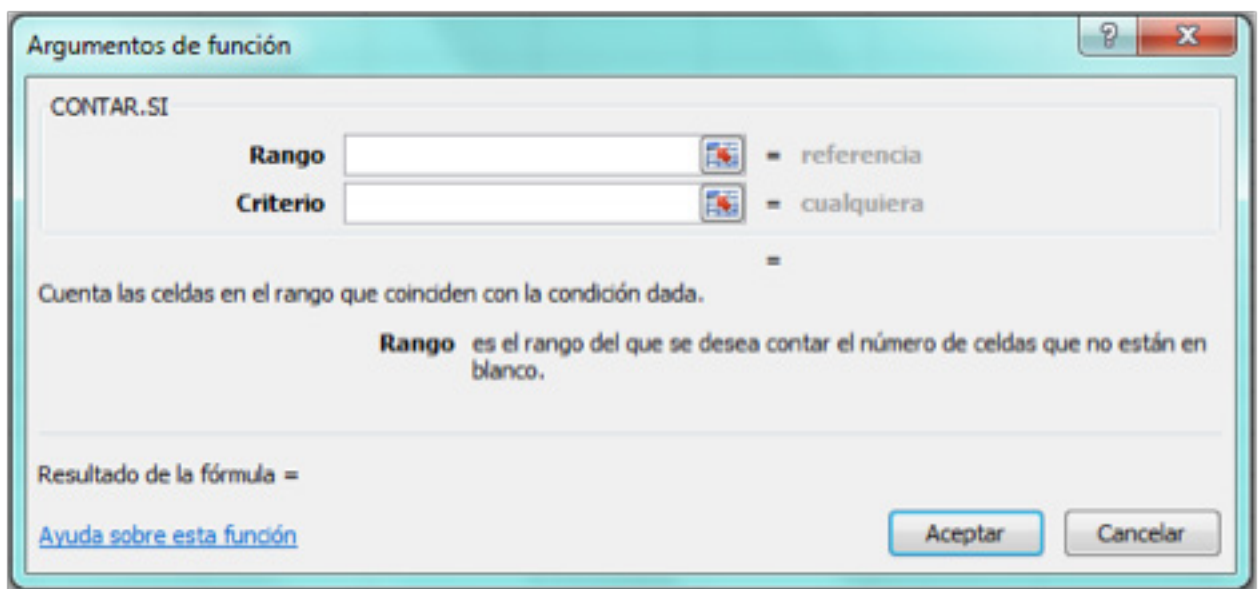 Argumentos de función
CONTAR.SI
Rango = referencia
Criterio = cualquiera
=
Cuenta las celdas en el rango que coinciden con la condición dada.
Rango es el rango del que se desea contar el número de celdas que no están en
blanco.
Resultado de la fórmula =
Ayuda sobre esta función
Aceptar Cancelar